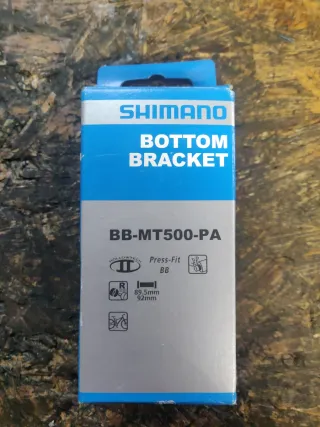 SHIMANO
BOTTOM
BRACKET
BB-MT500-PA
Press-Fit
BB
R
89.5mm
92mm